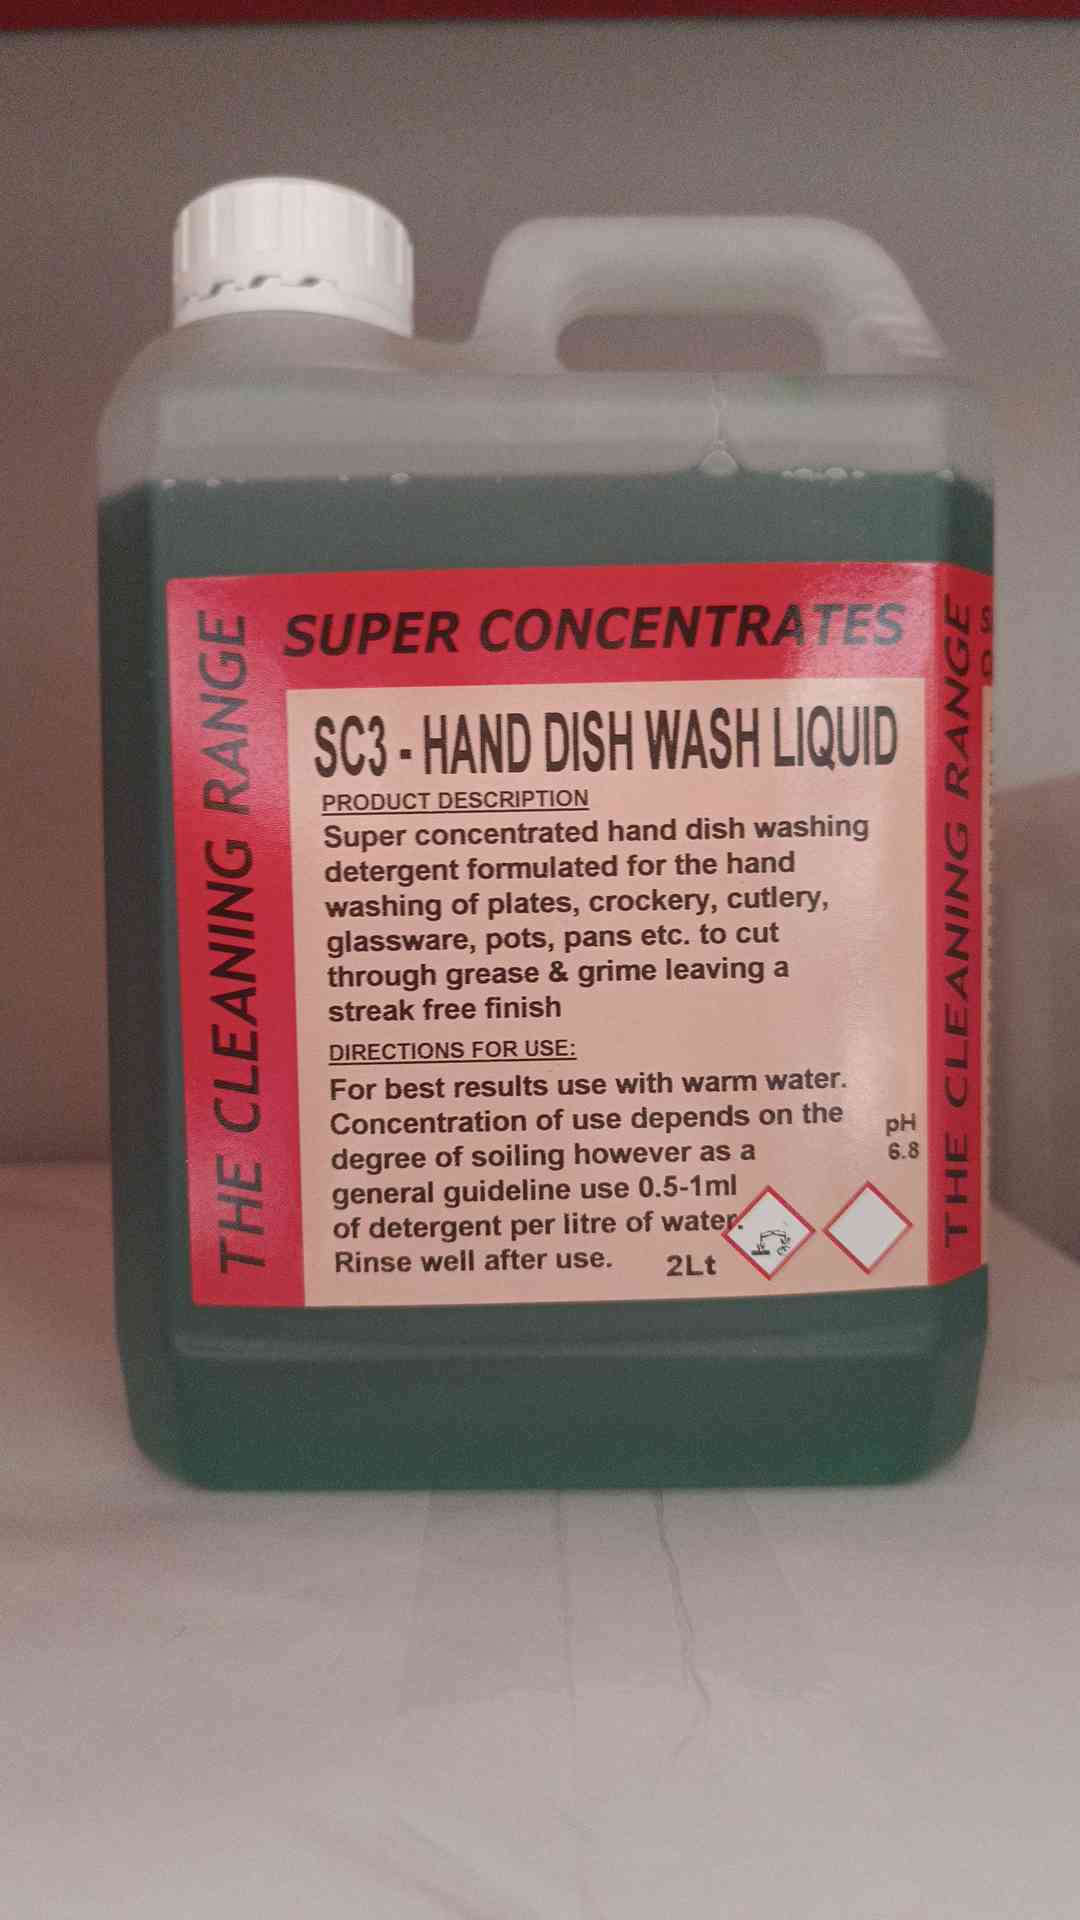 SUPER CONCENTRATES
THE CLEANING RANGE
SC3 - HAND DISH WASH LIQUID
PRODUCT DESCRIPTION
Super concentrated hand dish washing
detergent formulated for the hand
washing of plates, crockery, cutlery,
glassware, pots, pans etc. to cut
through grease & grime leaving a
streak free finish
DIRECTIONS FOR USE:
For best results use with warm water.
Concentration of use depends on the
degree of soiling however as a
general guideline use 0.5-1ml
of detergent per litre of water.
Rinse well after use.
2Lt
pH
6.8
THE CLEANING RANGE